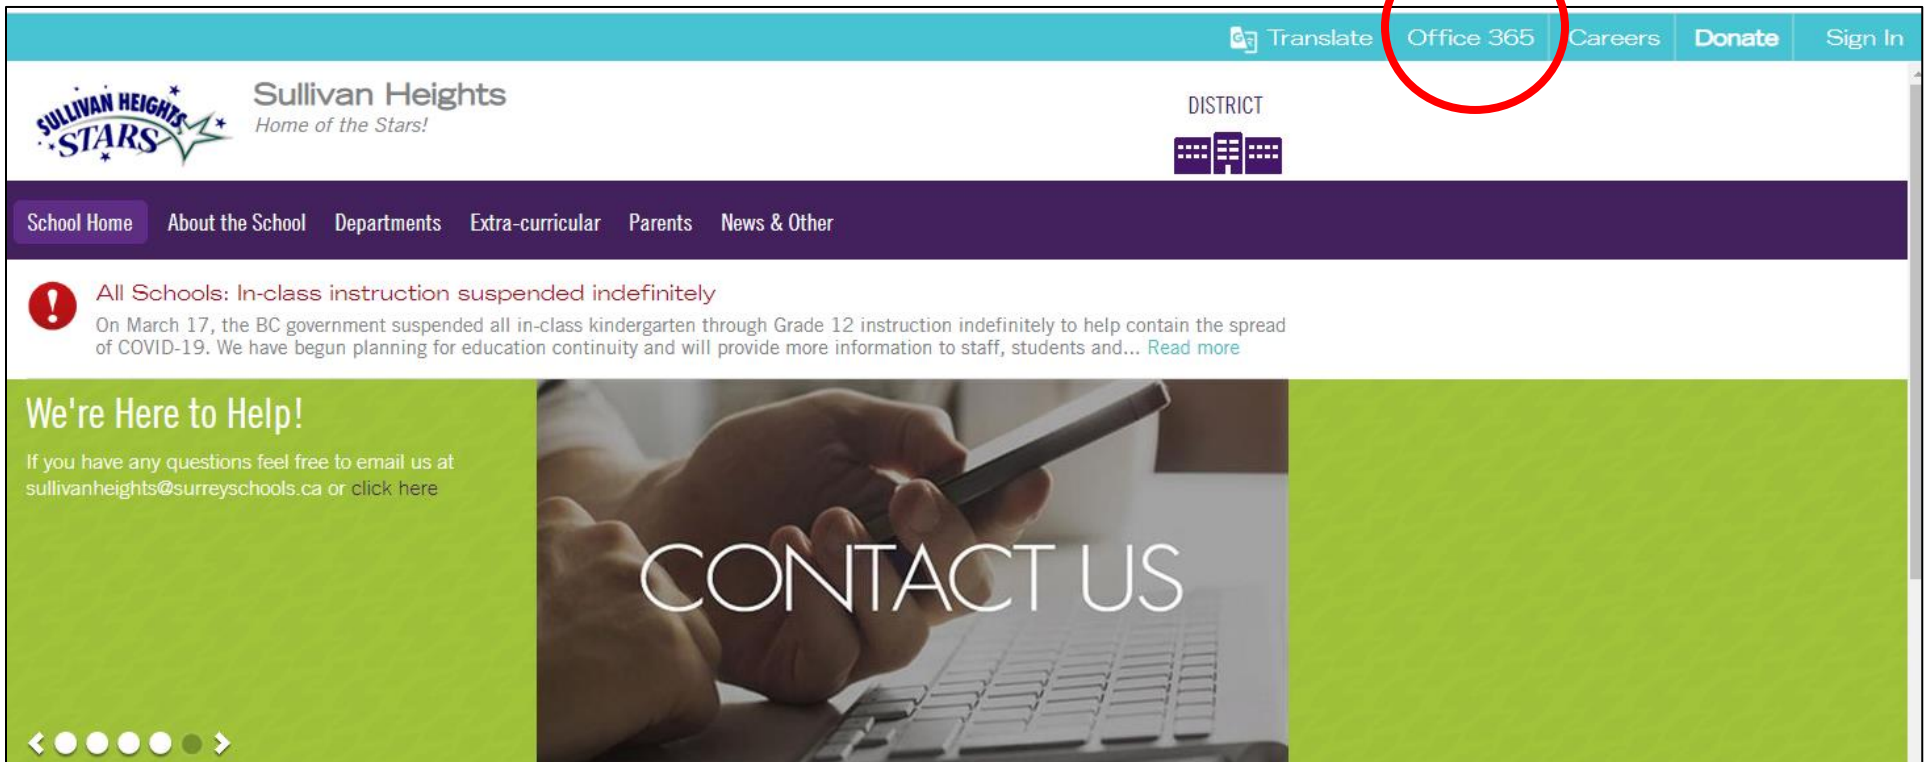 Translate Office 365 Careers Donate Sign In
SULLIVAN HEIGHTS
STARS
Sullivan Heights
Home of the Stars!
DISTRICT
School Home About the School Departments Extra-curricular Parents News & Other
All Schools: In-class instruction suspended indefinitely
On March 17, the BC government suspended all in-class kindergarten through Grade 12 instruction indefinitely to help contain the spread
of COVID-19. We have begun planning for education continuity and will provide more information to staff, students and... Read more
We're Here to Help!
If you have any questions feel free to email us at
sullivanheights@surreyschools.ca or click here
CONTACT US